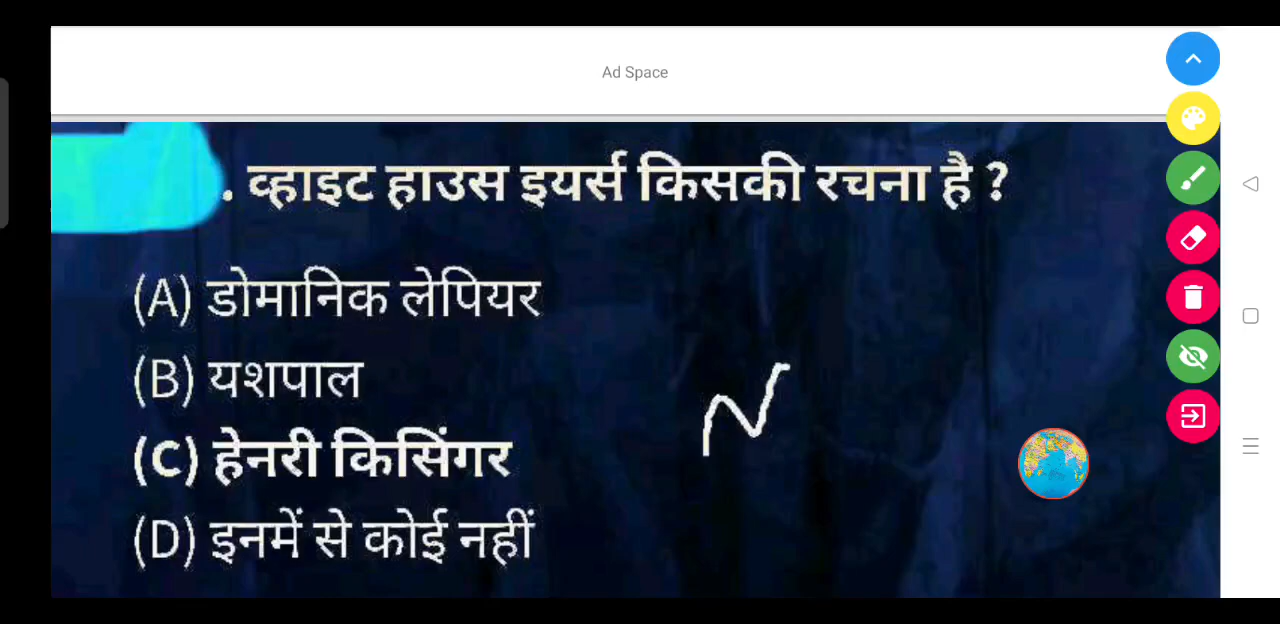 Ad Space
. व्हाइट हाउस इयर्स किसकी रचना है ?
(A) डोमानिक लेपियर
(B) यशपाल
(C) हेनरी किसिंगर
(D) इनमें से कोई नहीं
N